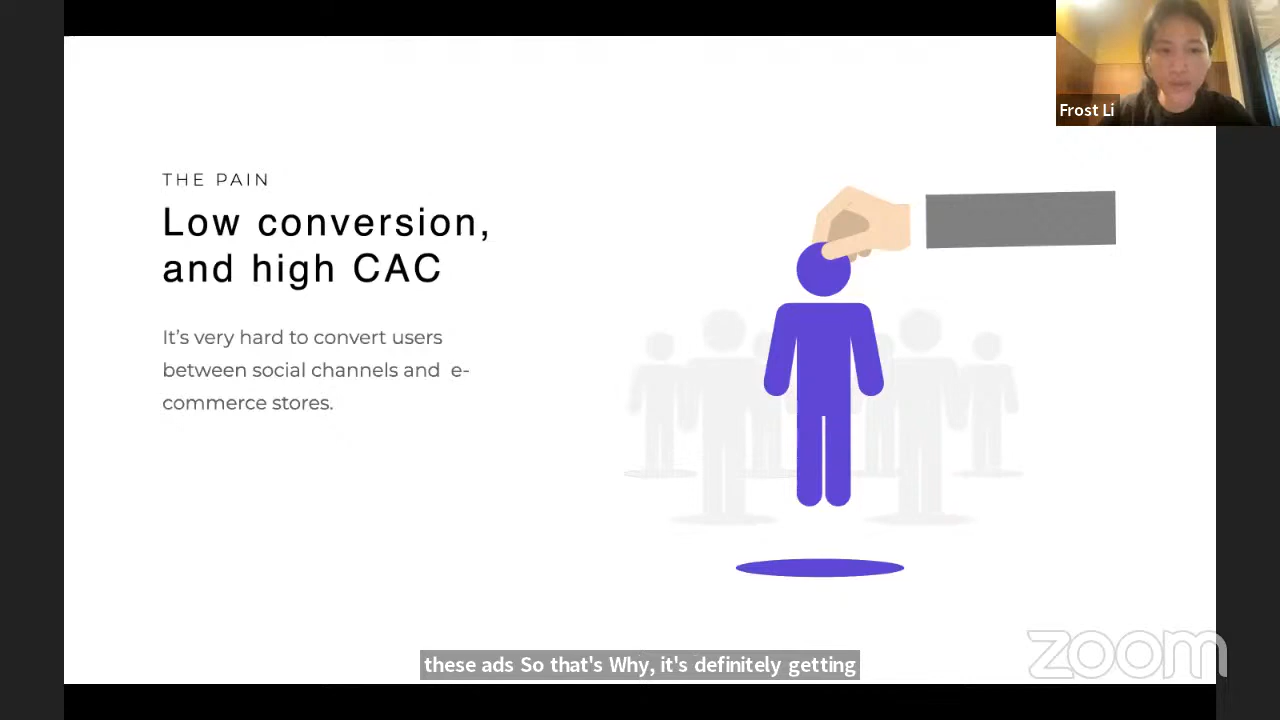 Frost Li
THE PAIN
Low conversion,
and high CAC
It's very hard to convert users
between social channels and e-
commerce stores.
these ads So that's Why, it's definitely getting
zoom